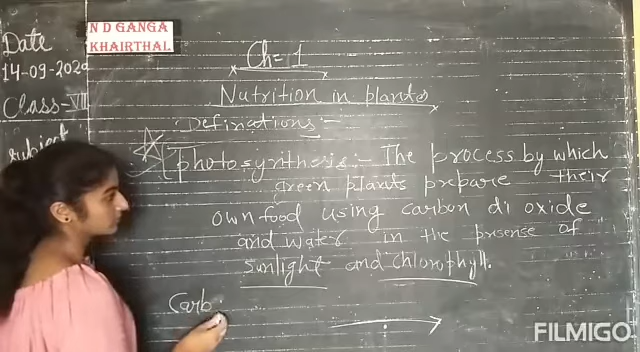 Date
14-09-2020
Class-VII
subject
N D GANGA
KHAIRTHAL
Ch= 1
Nutrition in plants
Definations:-
Photosynthesis:- The process by which
green plants prepare their
own food using carbon di oxide
and water in the prsense of
sunlight and chlorophyll.
Carb
FILMIGO